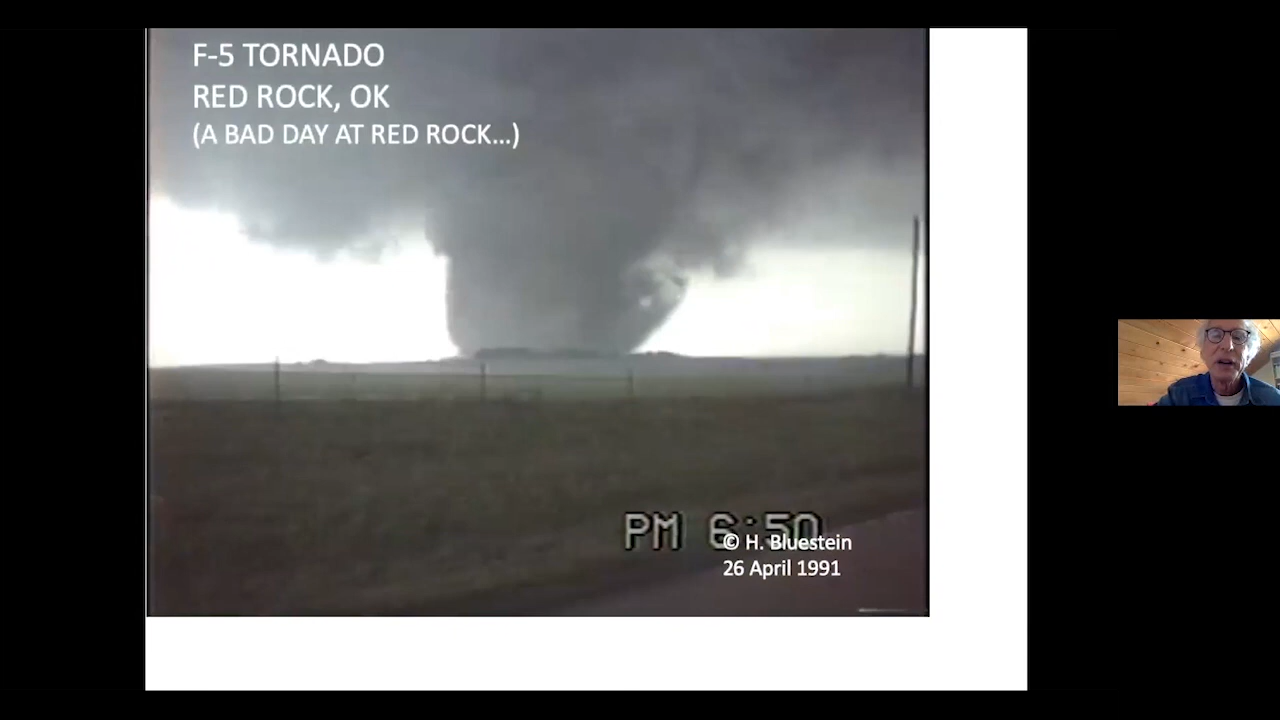 F-5 TORNADO
RED ROCK, OK
(A BAD DAY AT RED ROCK...)
PM 6:50
© H. Bluestein
26 April 1991